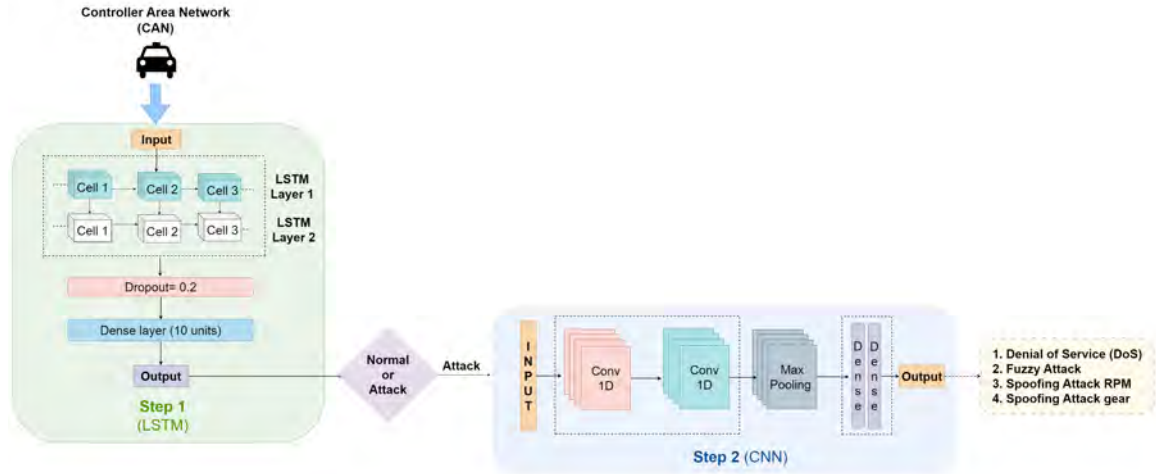 Controller Area Network
(CAN)
Input
Cell 1
Cell 2
Cell 3
LSTM
Layer 1
Cell 1
Cell 2
Cell 3
LSTM
Layer 2
Dropout= 0.2
Dense layer (10 units)
Output
Step 1
(LSTM)
Normal
or
Attack
Attack
INPUT
Conv
1D
Conv
1D
Max
Pooling
Dense
Dense
Output
Step 2 (CNN)
1. Denial of Service (DoS)
2. Fuzzy Attack
3. Spoofing Attack RPM
4. Spoofing Attack gear